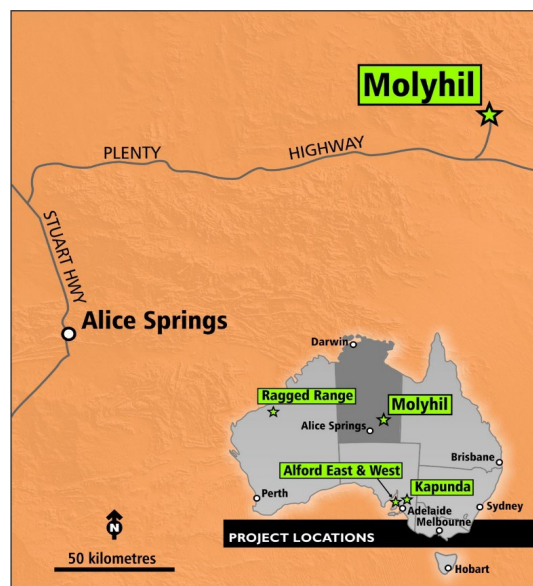 Molyhil
PLENTY
HIGHWAY
STUART HWY
Alice Springs
Darwin
Ragged Range
Molyhil
Alice Springs
Brisbane
Alford East & West
Kapunda
Perth
Adelaide
Sydney
Melbourne
N
50 kilometres
PROJECT LOCATIONS
Hobart